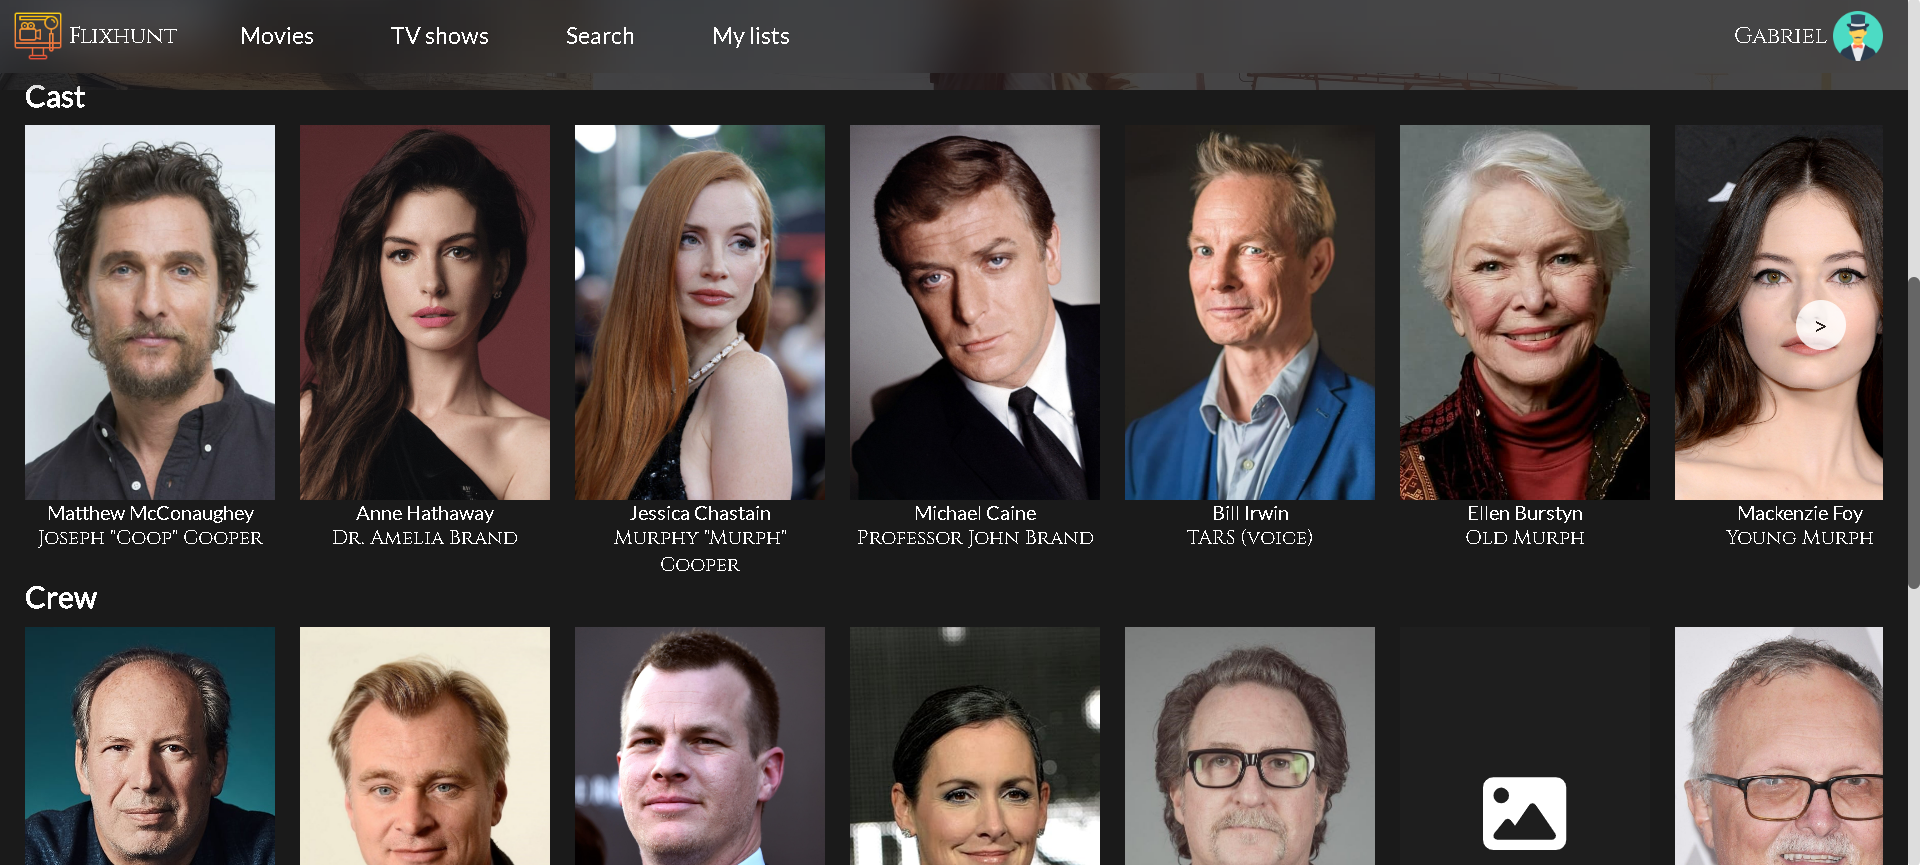 FLIXHUNT
Movies
TV shows
Search
My lists
GABRIEL
Cast
Matthew McConaughey
JOSEPH "COOP" COOPER
Anne Hathaway
DR. AMELIA BRAND
Jessica Chastain
MURPHY "MURPH"
COOPER
Michael Caine
PROFESSOR JOHN BRAND
Bill Irwin
TARS (VOICE)
Ellen Burstyn
OLD MURPH
Mackenzie Foy
YOUNG MURPH
>
Crew